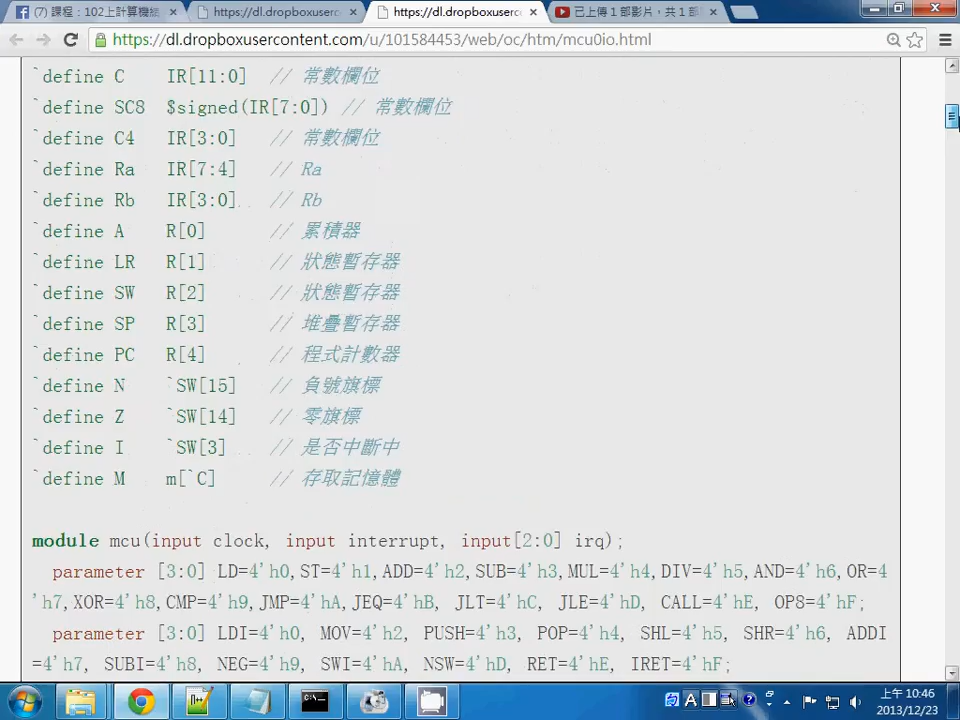 (7) 課程：102上計算機組
https://dl.dropboxuserc
https://dl.dropboxuserco
已上傳 1 部影片，共 1 部
https://dl.dropboxusercontent.com/u/101584453/web/oc/htm/mcu0io.html
`define C IR[11:0] // 常數欄位
`define SC8 $signed(IR[7:0]) // 常數欄位
`define C4 IR[3:0] // 常數欄位
`define Ra IR[7:4] // Ra
`define Rb IR[3:0] // Rb
`define A R[0] // 累積器
`define LR R[1] // 狀態暫存器
`define SW R[2] // 狀態暫存器
`define SP R[3] // 堆疊暫存器
`define PC R[4] // 程式計數器
`define N `SW[15] // 負號旗標
`define Z `SW[14] // 零旗標
`define I `SW[3] // 是否中斷中
`define M m[`C] // 存取記憶體
module mcu(input clock, input interrupt, input[2:0] irq);
parameter [3:0] LD=4'h0,ST=4'h1,ADD=4'h2,SUB=4'h3,MUL=4'h4,DIV=4'h5,AND=4'h6,OR=4
'h7,XOR=4'h8,CMP=4'h9,JMP=4'hA,JEQ=4'hB, JLT=4'hC, JLE=4'hD, CALL=4'hE, OP8=4'hF;
parameter [3:0] LDI=4'h0, MOV=4'h2, PUSH=4'h3, POP=4'h4, SHL=4'h5, SHR=4'h6, ADDI
=4'h7, SUBI=4'h8, NEG=4'h9, SWI=4'hA, NSW=4'hD, RET=4'hE, IRET=4'hF;
上午 10:46
2013/12/23